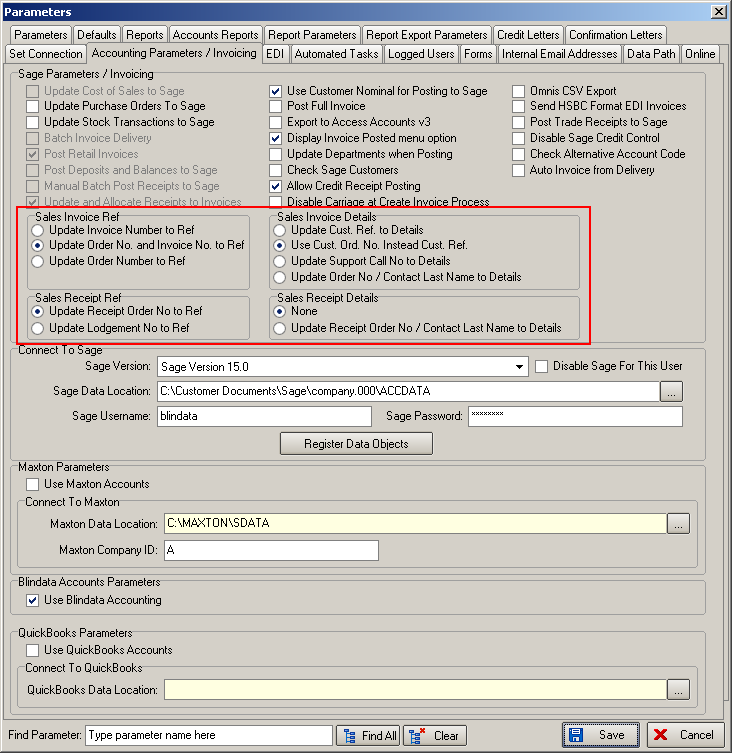 Parameters
Parameters Defaults Reports Accounts Reports Report Parameters Report Export Parameters Credit Letters Confirmation Letters
Set Connection Accounting Parameters / Invoicing EDI Automated Tasks Logged Users Forms Internal Email Addresses Data Path Online
Sage Parameters / Invoicing
Update Cost of Sales to Sage
Update Purchase Orders To Sage
Update Stock Transactions to Sage
Batch Invoice Delivery
Post Retail Invoices
Post Deposits and Balances to Sage
Manual Batch Post Receipts to Sage
Update and Allocate Receipts to Invoices
Use Customer Nominal for Posting to Sage
Post Full Invoice
Export to Access Accounts v3
Display Invoice Posted menu option
Update Departments when Posting
Check Sage Customers
Allow Credit Receipt Posting
Disable Carriage at Create Invoice Process
Omnis CSV Export
Send HSBC Format EDI Invoices
Post Trade Receipts to Sage
Disable Sage Credit Control
Check Alternative Account Code
Auto Invoice from Delivery
Sales Invoice Ref
Update Invoice Number to Ref
Update Order No. and Invoice No. to Ref
Update Order Number to Ref
Sales Invoice Details
Update Cust. Ref. to Details
Use Cust. Ord. No. Instead Cust. Ref.
Update Support Call No to Details
Update Order No / Contact Last Name to Details
Sales Receipt Ref
Update Receipt Order No to Ref
Update Lodgement No to Ref
Sales Receipt Details
None
Update Receipt Order No / Contact Last Name to Details
Connect To Sage
Sage Version: Sage Version 15.0 Disable Sage For This User
Sage Data Location: C:\Customer Documents\Sage\company.000\ACCDATA ...
Sage Username: blindata Sage Password: ********
Register Data Objects
Maxton Parameters
Use Maxton Accounts
Connect To Maxton
Maxton Data Location: C:\MAXTON\SDATA ...
Maxton Company ID: A
Blindata Accounts Parameters
Use Blindata Accounting
QuickBooks Parameters
Use QuickBooks Accounts
Connect To QuickBooks
QuickBooks Data Location: ...
Find Parameter: Type parameter name here Find All Clear Save Cancel